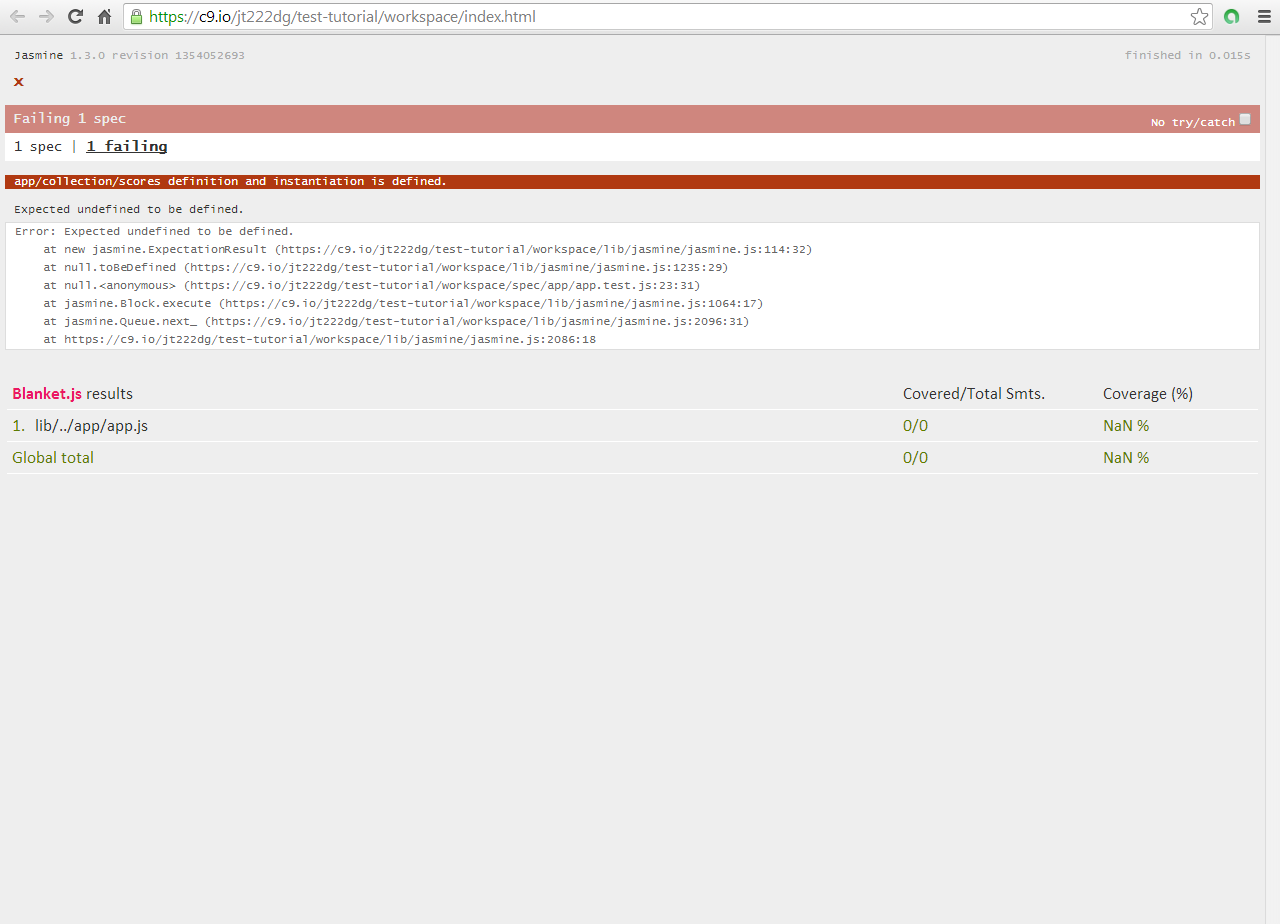 https://c9.io/jt222dg/test-tutorial/workspace/index.html
Jasmine 1.3.0 revision 1354052693 finished in 0.015s
x
Failing 1 spec No try/catch
1 spec | 1 failing
app/collection/scores definition and instantiation is defined.
Expected undefined to be defined.
Error: Expected undefined to be defined.
at new jasmine.ExpectationResult (https://c9.io/jt222dg/test-tutorial/workspace/lib/jasmine/jasmine.js:114:32)
at null.toBeDefined (https://c9.io/jt222dg/test-tutorial/workspace/lib/jasmine/jasmine.js:1235:29)
at null.<anonymous> (https://c9.io/jt222dg/test-tutorial/workspace/spec/app/app.test.js:23:31)
at jasmine.Block.execute (https://c9.io/jt222dg/test-tutorial/workspace/lib/jasmine/jasmine.js:1064:17)
at jasmine.Queue.next_ (https://c9.io/jt222dg/test-tutorial/workspace/lib/jasmine/jasmine.js:2096:31)
at https://c9.io/jt222dg/test-tutorial/workspace/lib/jasmine/jasmine.js:2086:18
Blanket.js results Covered/Total Smts. Coverage (%)
1. lib/../app/app.js 0/0 NaN %
Global total 0/0 NaN %